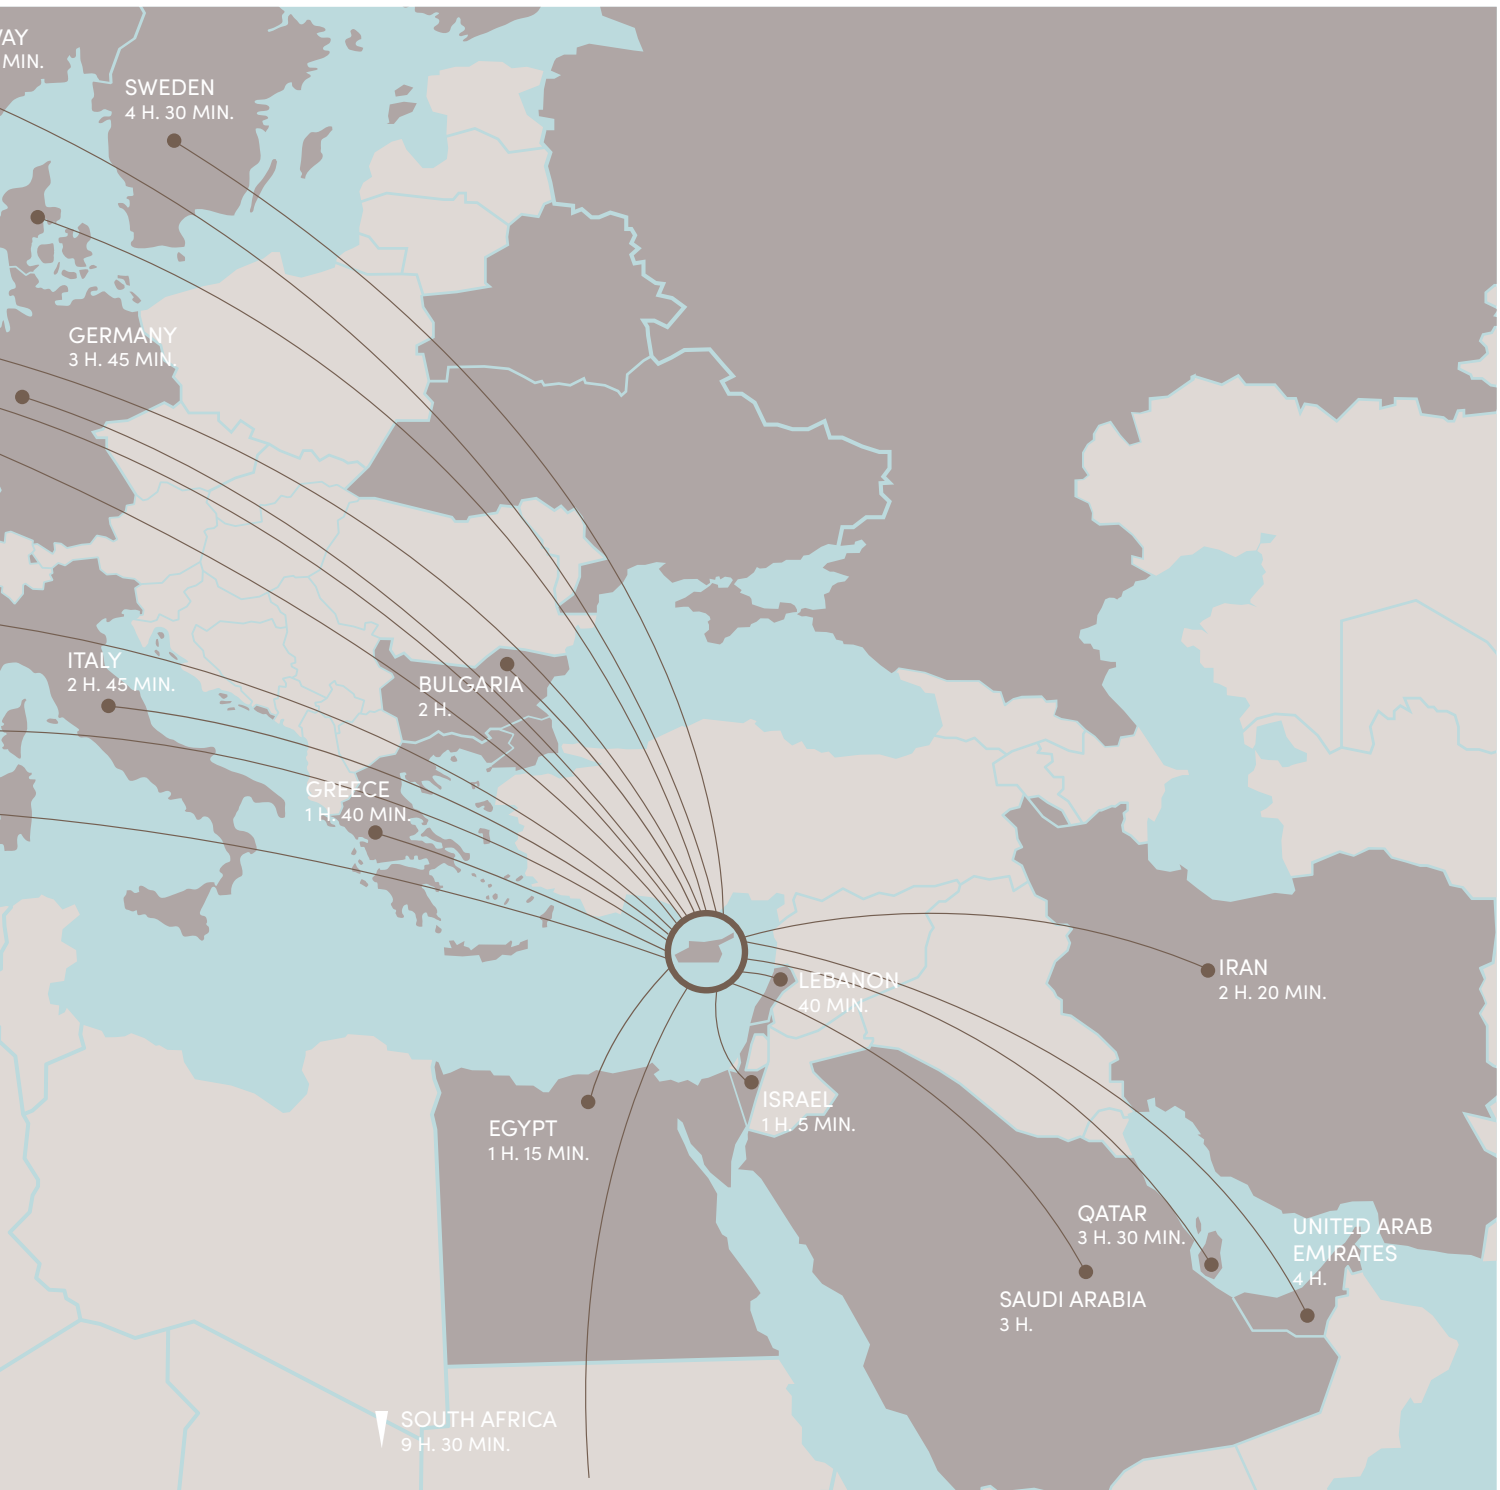 MIN.
SWEDEN
4 H. 30 MIN.
GERMANY
3 H. 45 MIN.
ITALY
2 H. 45 MIN.
BULGARIA
2 H.
GREECE
1 H. 40 MIN.
IRAN
2 H. 20 MIN.
LEBANON
40 MIN.
ISRAEL
1 H. 5 MIN.
EGYPT
1 H. 15 MIN.
QATAR
3 H. 30 MIN.
UNITED ARAB
EMIRATES
4 H.
SAUDI ARABIA
3 H.
SOUTH AFRICA
9 H. 30 MIN.